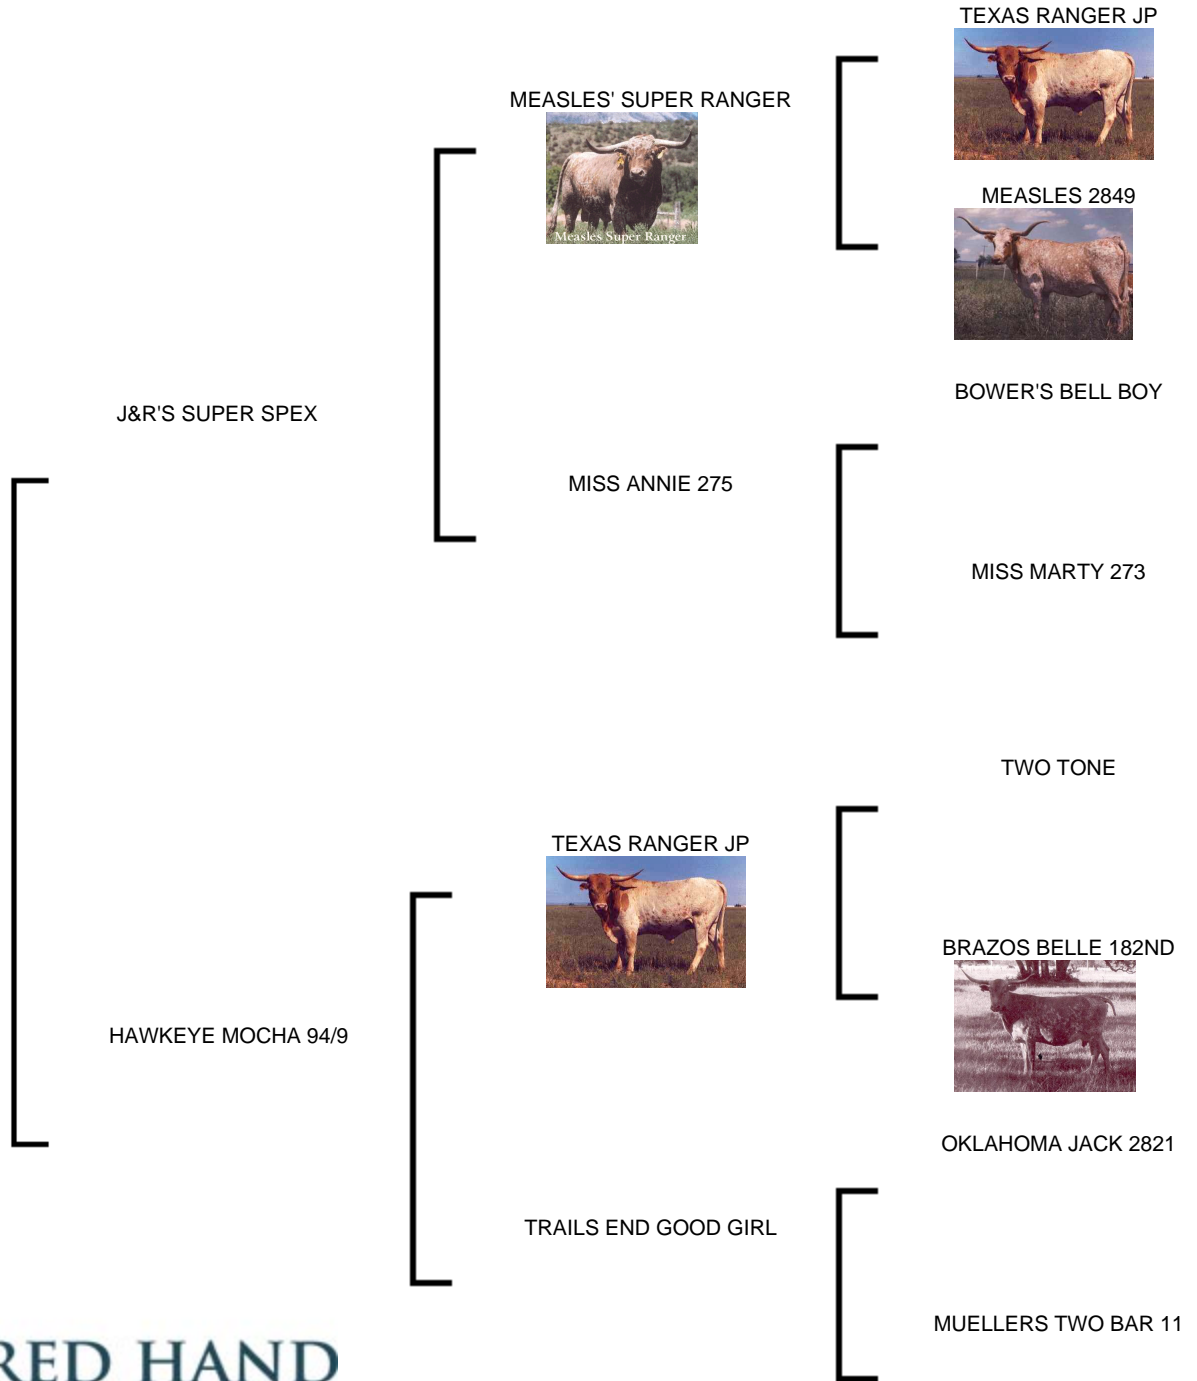 TEXAS RANGER JP
MEASLES' SUPER RANGER
Measles Super Ranger
MEASLES 2849
BOWER'S BELL BOY
J&R'S SUPER SPEX
MISS ANNIE 275
MISS MARTY 273
TWO TONE
TEXAS RANGER JP
BRAZOS BELLE 182ND
HAWKEYE MOCHA 94/9
OKLAHOMA JACK 2821
TRAILS END GOOD GIRL
MUELLERS TWO BAR 11
RED HAND